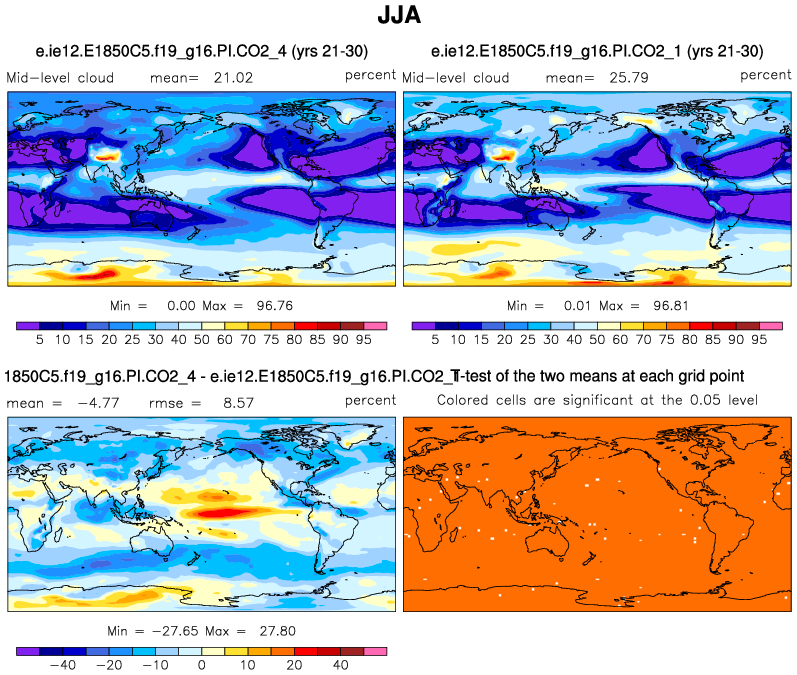 JJA
e.ie12.E1850C5.f19_g16.PI.CO2_4 (yrs 21-30)
e.ie12.E1850C5.f19_g16.PI.CO2_1 (yrs 21-30)
Mid-level cloud mean= 21.02 percent
Mid-level cloud mean= 25.79 percent
Min = 0.00 Max = 96.76
Min = 0.01 Max = 96.81
5 10 15 20 25 30 40 50 60 70 80 85 90 95
5 10 15 20 25 30 40 50 60 70 80 85 90 95
1850C5.f19_g16.PI.CO2_4 - e.ie12.E1850C5.f19_g16.PI.CO2_
T-test of the two means at each grid point
mean = -4.77 rmse = 8.57 percent
Colored cells are significant at the 0.05 level
Min = -27.65 Max = 27.80
-40 -20 -10 0 10 20 40